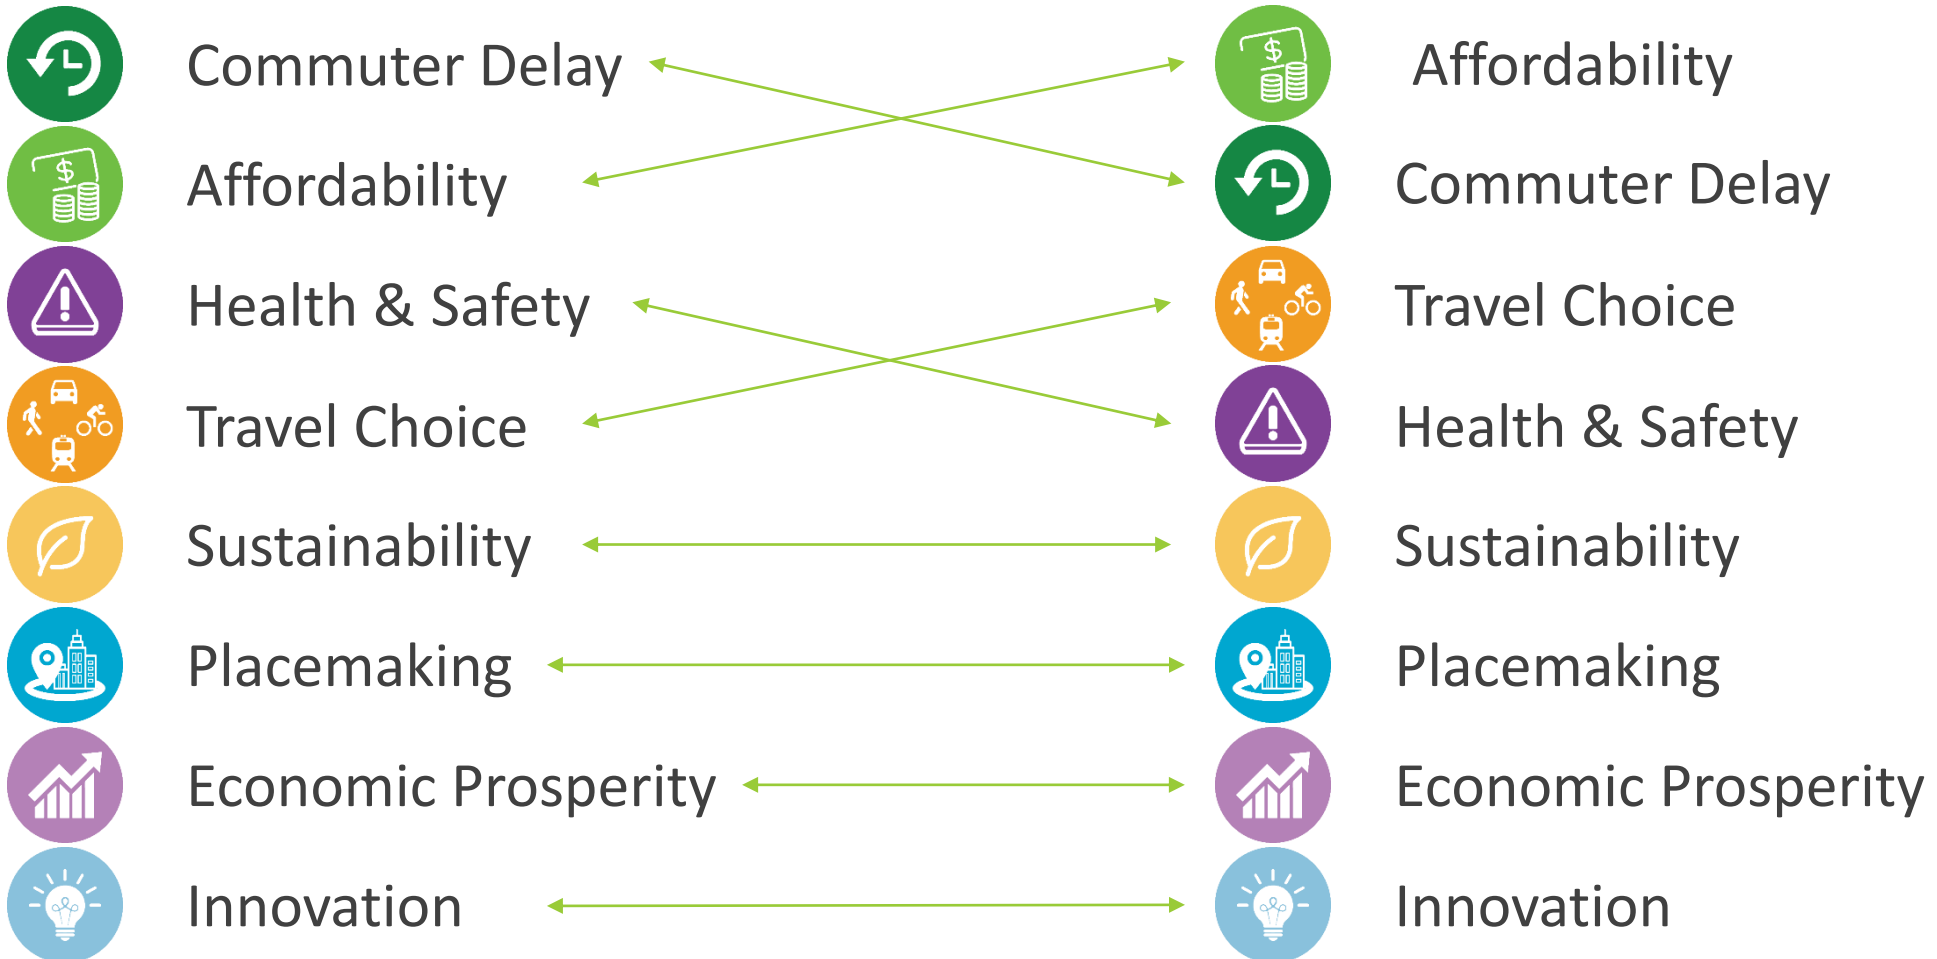 Commuter Delay
Affordability
Health & Safety
Travel Choice
Sustainability
Placemaking
Economic Prosperity
Innovation
$
$
Affordability
Commuter Delay
Travel Choice
Health & Safety
Sustainability
Placemaking
Economic Prosperity
Innovation